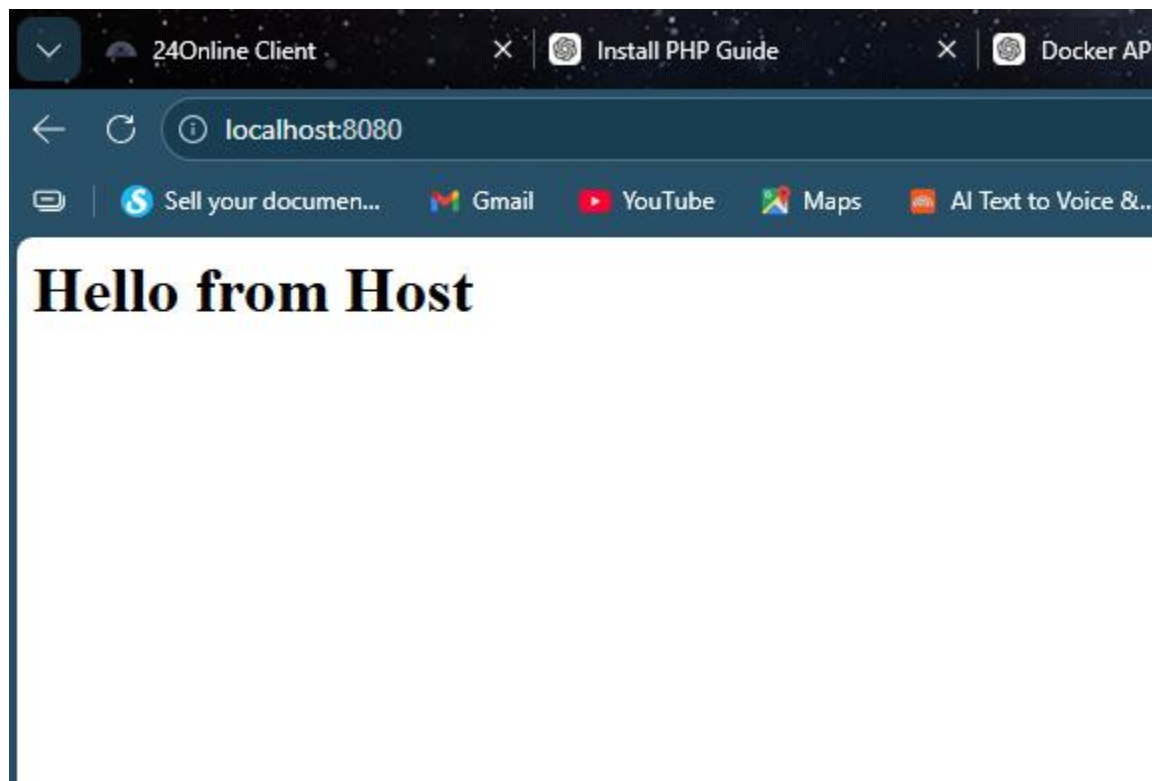 24Online Client
Install PHP Guide
Docker AP
localhost:8080
Sell your documen...
Gmail
YouTube
Maps
AI Text to Voice &...
Hello from Host